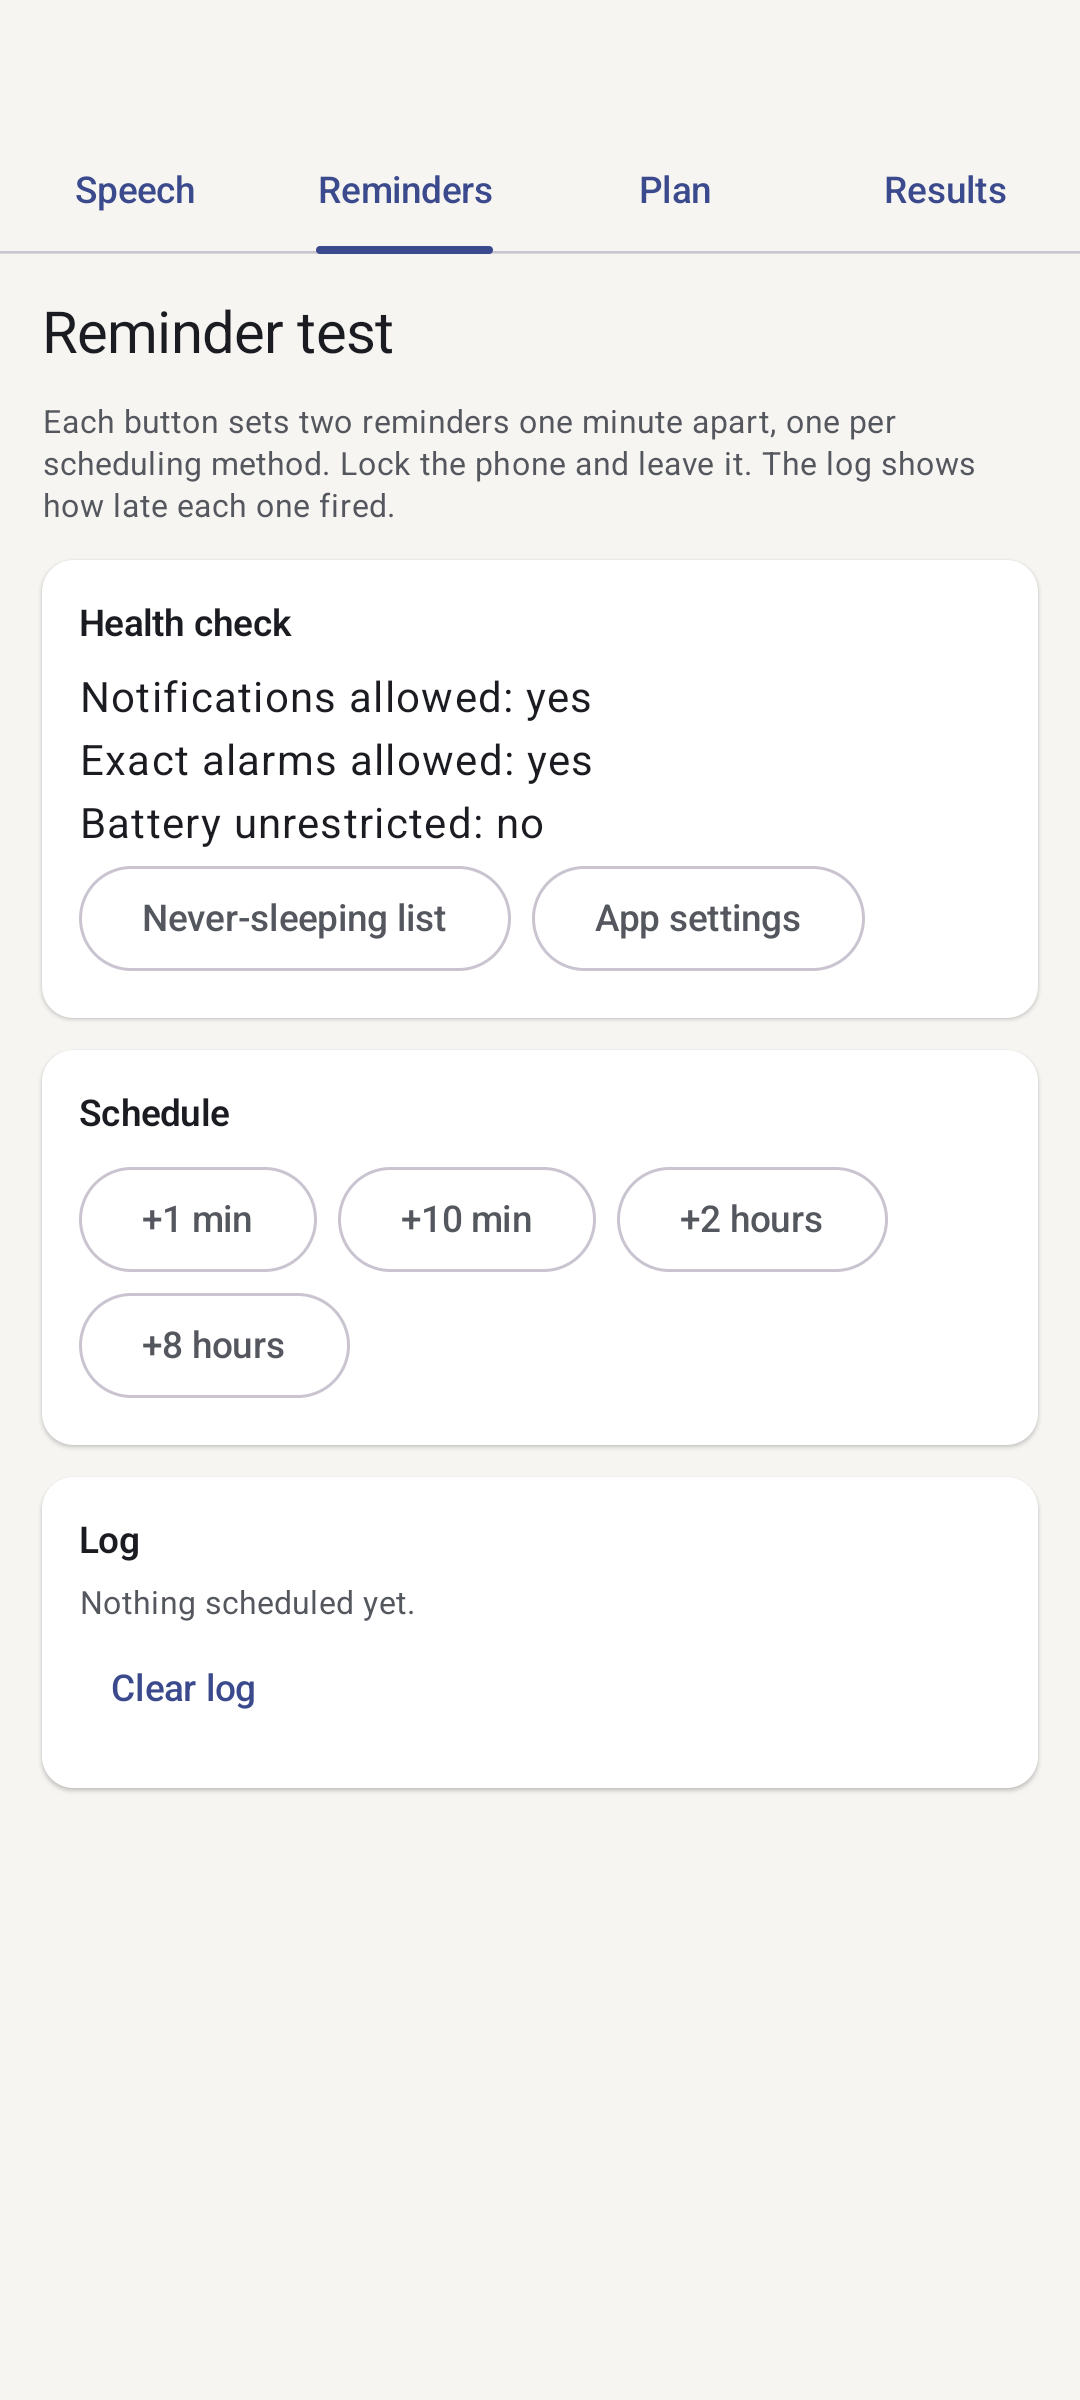 Speech Reminders Plan Results
Reminder test
Each button sets two reminders one minute apart, one per
scheduling method. Lock the phone and leave it. The log shows
how late each one fired.
Health check
Notifications allowed: yes
Exact alarms allowed: yes
Battery unrestricted: no
Never-sleeping list App settings
Schedule
+1 min +10 min +2 hours
+8 hours
Log
Nothing scheduled yet.
Clear log